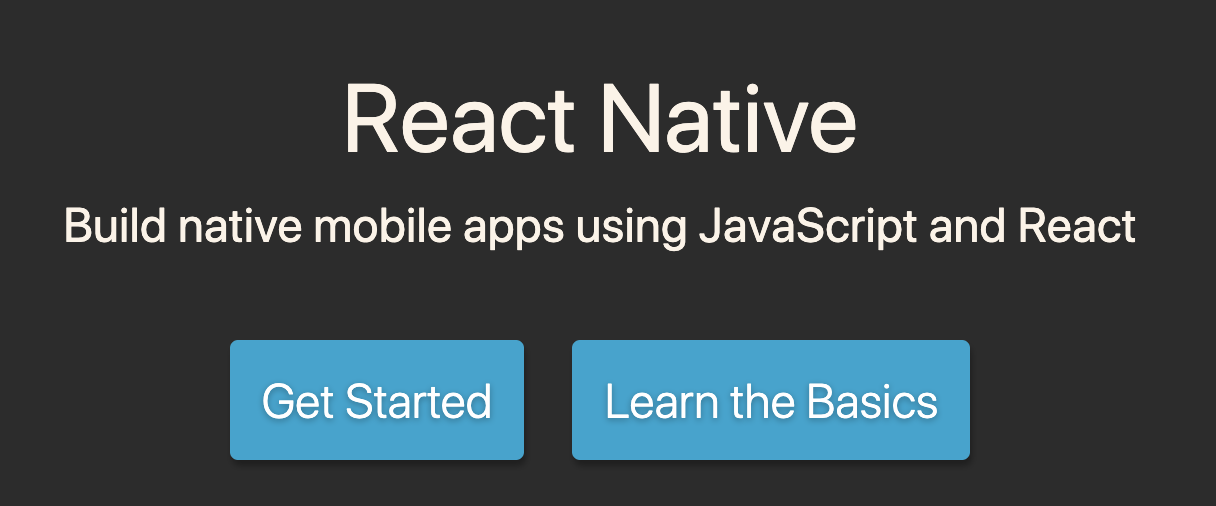 React Native
Build native mobile apps using JavaScript and React
Get Started
Learn the Basics